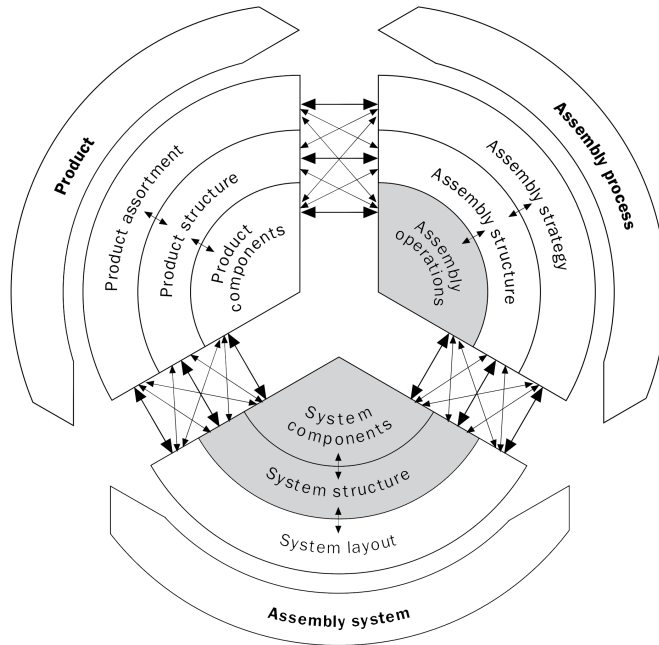 Product
Product assortment
Product structure
Product
components
Assembly process
Assembly strategy
Assembly structure
Assembly
operations
System
components
System structure
System layout
Assembly system